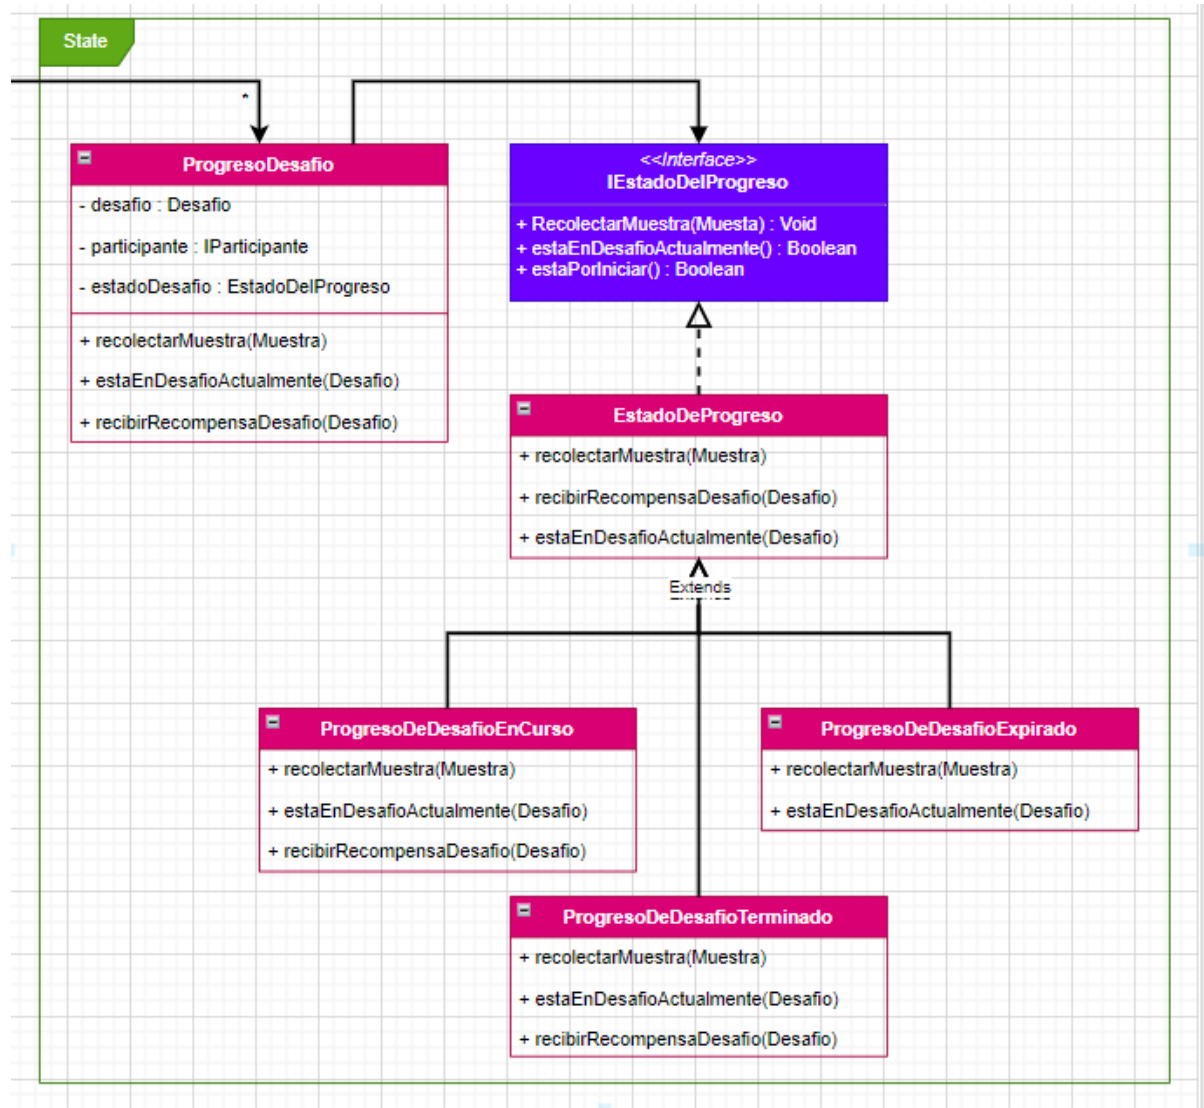 State
*
ProgresoDesafio
- desafio : Desafio
- participante : IParticipante
- estadoDesafio : EstadoDelProgreso
+ recolectarMuestra(Muestra)
+ estaEnDesafioActualmente(Desafio)
+ recibirRecompensaDesafio(Desafio)
<<Interface>>
IEstadoDelProgreso
+ RecolectarMuestra(Muesta) : Void
+ estaEnDesafioActualmente() : Boolean
+ estaPorIniciar() : Boolean
EstadoDeProgreso
+ recolectarMuestra(Muestra)
+ recibirRecompensaDesafio(Desafio)
+ estaEnDesafioActualmente(Desafio)
Extends
ProgresoDeDesafioEnCurso
+ recolectarMuestra(Muestra)
+ estaEnDesafioActualmente(Desafio)
+ recibirRecompensaDesafio(Desafio)
ProgresoDeDesafioExpirado
+ recolectarMuestra(Muestra)
+ estaEnDesafioActualmente(Desafio)
ProgresoDeDesafioTerminado
+ recolectarMuestra(Muestra)
+ estaEnDesafioActualmente(Desafio)
+ recibirRecompensaDesafio(Desafio)